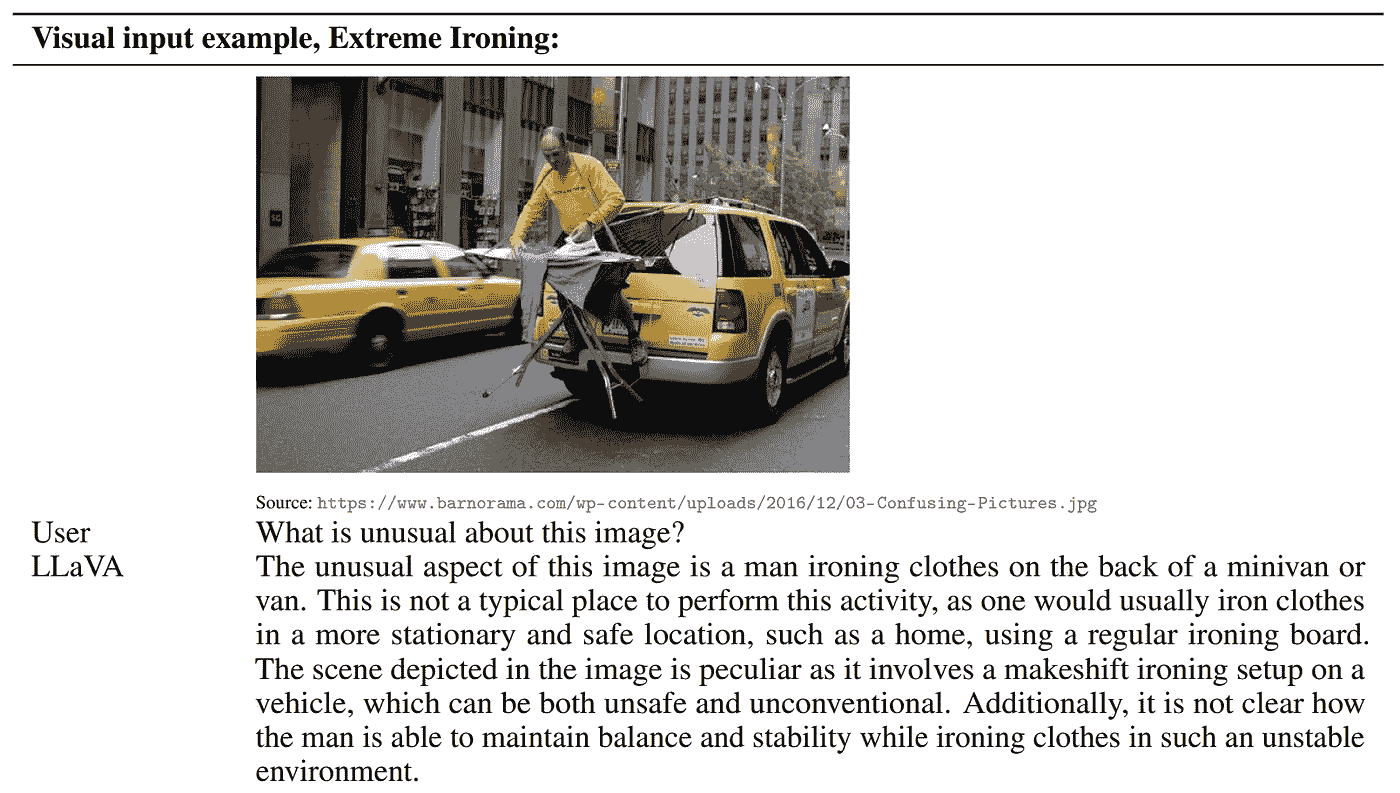 Visual input example, Extreme Ironing:
Source: https://www.barnorama.com/wp-content/uploads/2016/12/03-Confusing-Pictures.jpg
User What is unusual about this image?
LLaVA The unusual aspect of this image is a man ironing clothes on the back of a minivan or
van. This is not a typical place to perform this activity, as one would usually iron clothes
in a more stationary and safe location, such as a home, using a regular ironing board.
The scene depicted in the image is peculiar as it involves a makeshift ironing setup on a
vehicle, which can be both unsafe and unconventional. Additionally, it is not clear how
the man is able to maintain balance and stability while ironing clothes in such an unstable
environment.